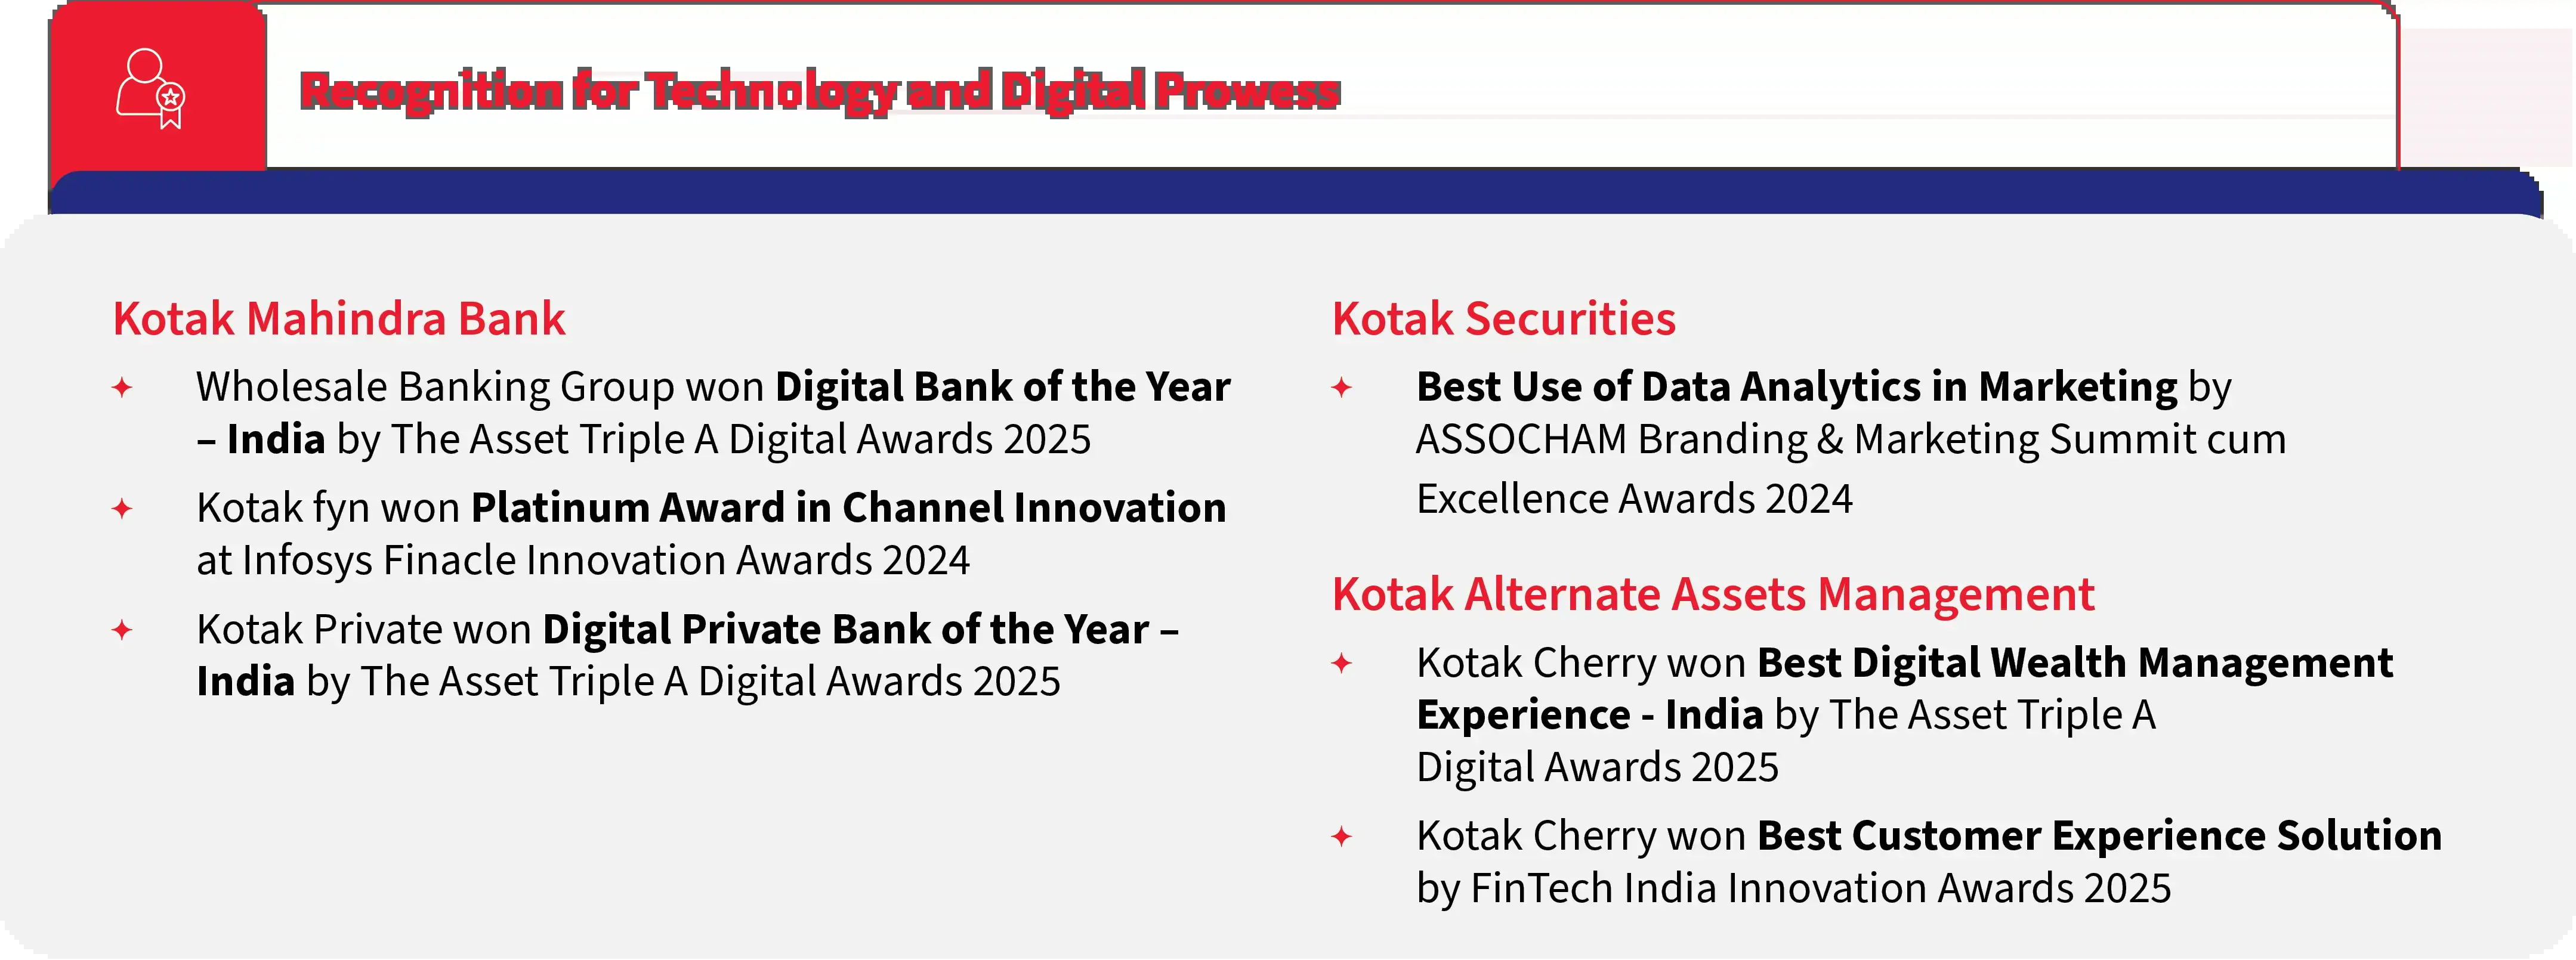 Recognition for Technology and Digital Prowess
Kotak Mahindra Bank
Wholesale Banking Group won Digital Bank of the Year
– India by The Asset Triple A Digital Awards 2025
Kotak fyn won Platinum Award in Channel Innovation
at Infosys Finacle Innovation Awards 2024
Kotak Private won Digital Private Bank of the Year –
India by The Asset Triple A Digital Awards 2025
Kotak Securities
Best Use of Data Analytics in Marketing by
ASSOCHAM Branding & Marketing Summit cum
Excellence Awards 2024
Kotak Alternate Assets Management
Kotak Cherry won Best Digital Wealth Management
Experience - India by The Asset Triple A
Digital Awards 2025
Kotak Cherry won Best Customer Experience Solution
by FinTech India Innovation Awards 2025